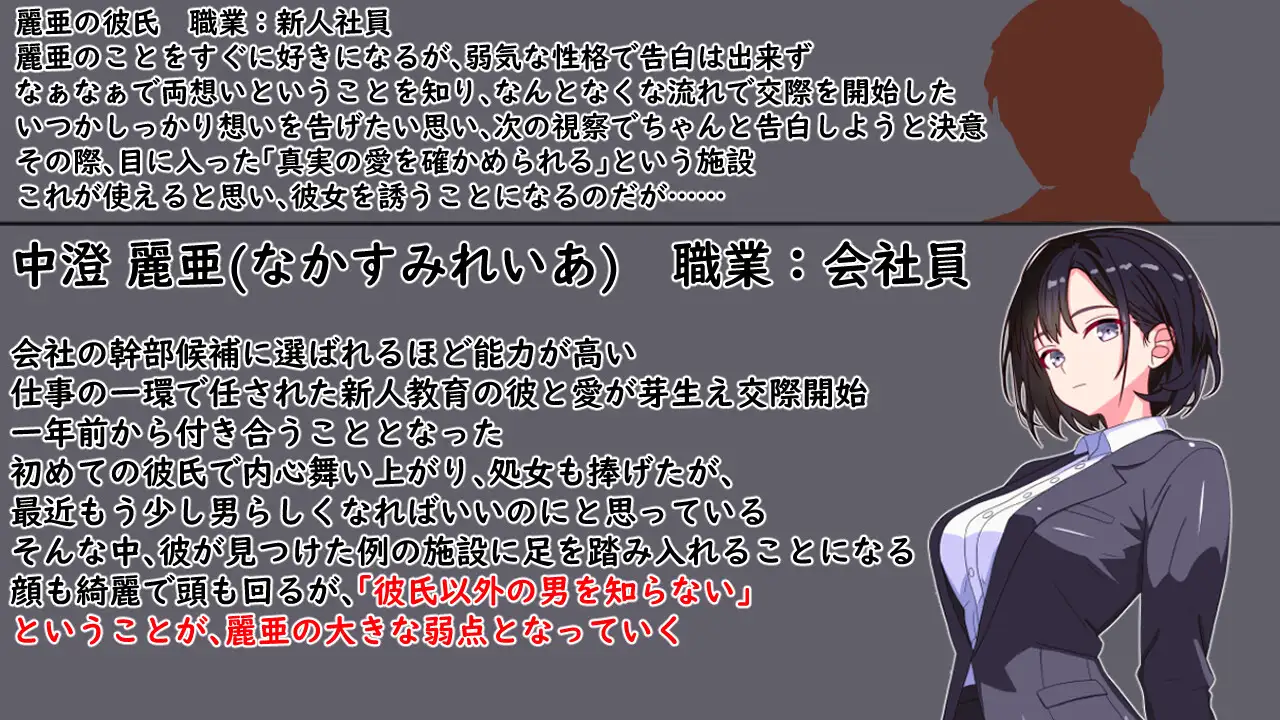 麗亜の彼氏　職業：新人社員
麗亜のことをすぐに好きになるが、弱気な性格で告白は出来ず
なぁなぁで両想いということを知り、なんとなくな流れで交際を開始した
いつかしっかり想いを告げたい思い、次の視察でちゃんと告白しようと決意
その際、目に入った「真実の愛を確かめられる」という施設
これが使えると思い、彼女を誘うことになるのだが……
中澄 麗亜(なかすみれいあ)　職業：会社員
会社の幹部候補に選ばれるほど能力が高い
仕事の一環で任された新人教育の彼と愛が芽生え交際開始
一年前から付き合うこととなった
初めての彼氏で内心舞い上がり、処女も捧げたが、
最近もう少し男らしくなればいいのにと思っている
そんな中、彼が見つけた例の施設に足を踏み入れることになる
顔も綺麗で頭も回るが、「彼氏以外の男を知らない」
ということが、麗亜の大きな弱点となっていく